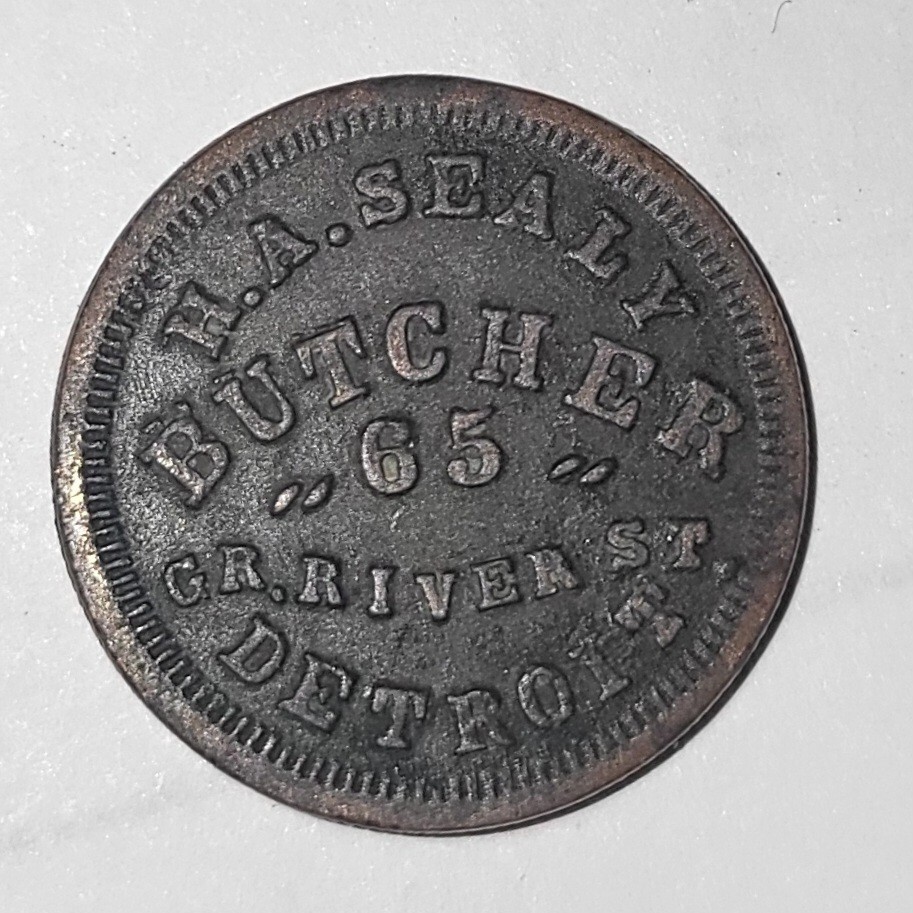 H.A.SEALY
BUTCHER
„ 65 „
GR.RIVER ST.
DETROIT